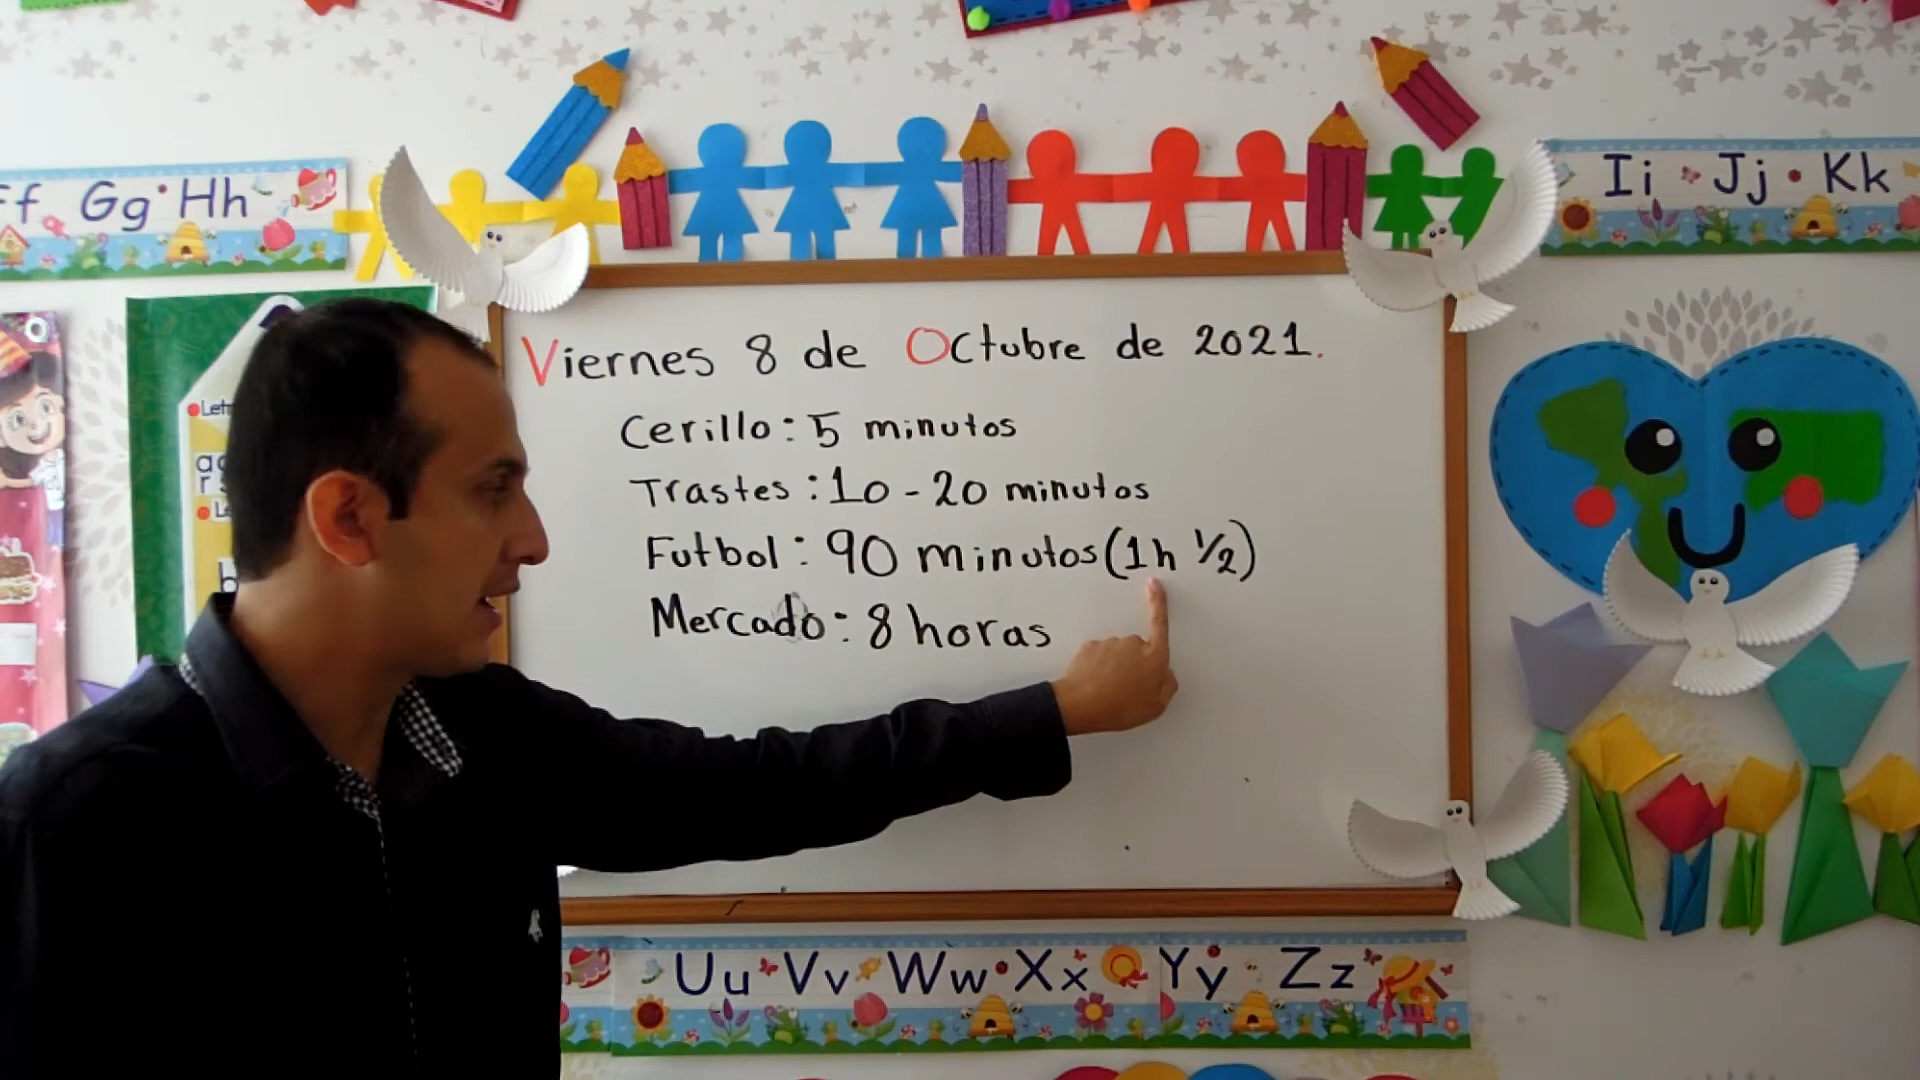 Ff Gg Hh
Ii Jj Kk
Viernes 8 de Octubre de 2021.
Cerillo: 5 minutos
Trastes: 10 - 20 minutos
Futbol: 90 minutos (1h 1/2)
Mercado: 8 horas
Uu Vv Ww Xx Yy Zz